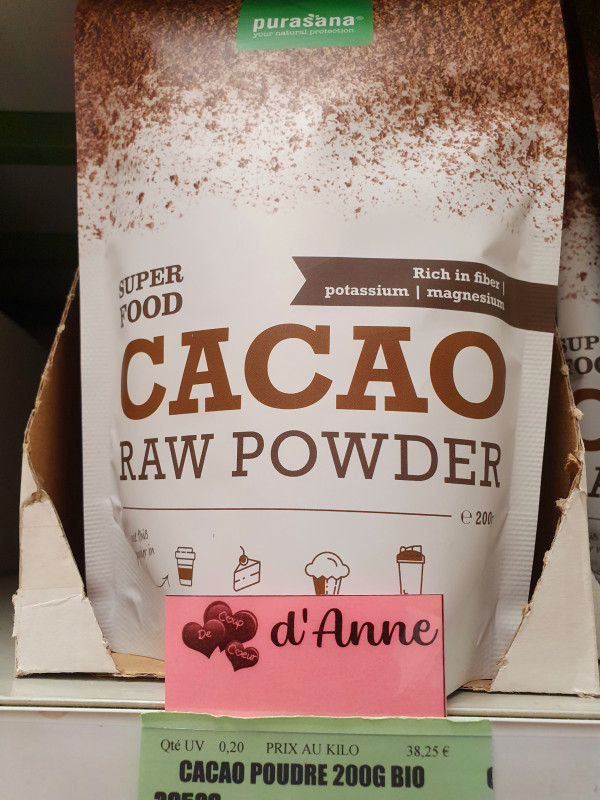 purasana®
your natural protection
SUPER
FOOD
Rich in fiber |
potassium | magnesium
CACAO
RAW POWDER
e 200
d'Anne
Coup
De
Cœur
Qté UV 0,20 PRIX AU KILO 38,25 €
CACAO POUDRE 200G BIO